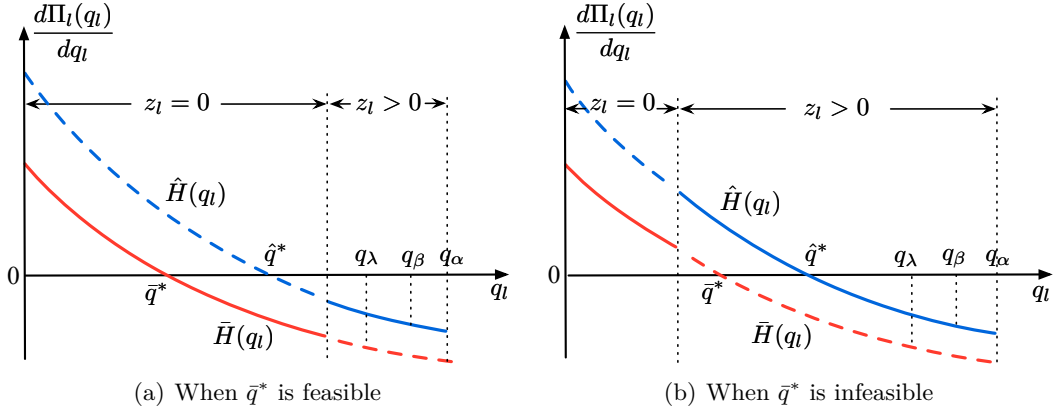 dΠ_l(q_l)
dq_l
z_l = 0
z_l > 0
Ĥ(q_l)
q̂*
q_λ
q_β
q_α
0
q̄*
q_l
H̄(q_l)
(a) When q̄* is feasible
dΠ_l(q_l)
dq_l
z_l = 0
z_l > 0
Ĥ(q_l)
q̂*
q_λ
q_β
q_α
0
q̄*
q_l
H̄(q_l)
(b) When q̄* is infeasible